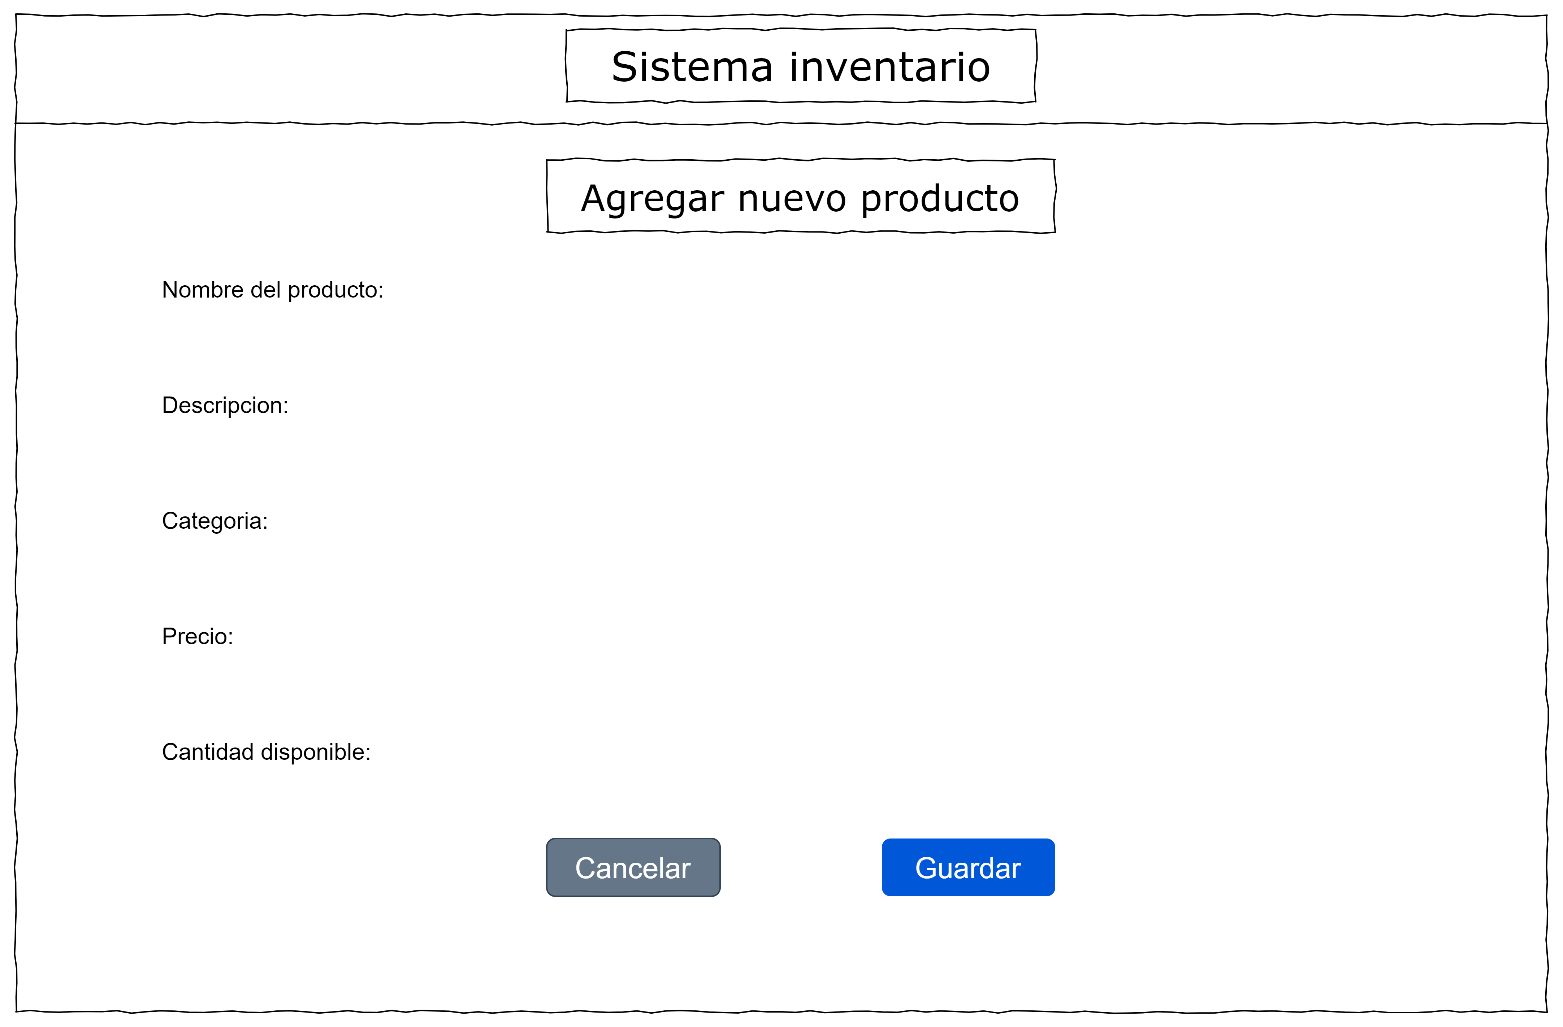 Sistema inventario
Agregar nuevo producto
Nombre del producto:
Descripcion:
Categoria:
Precio:
Cantidad disponible:
Cancelar
Guardar